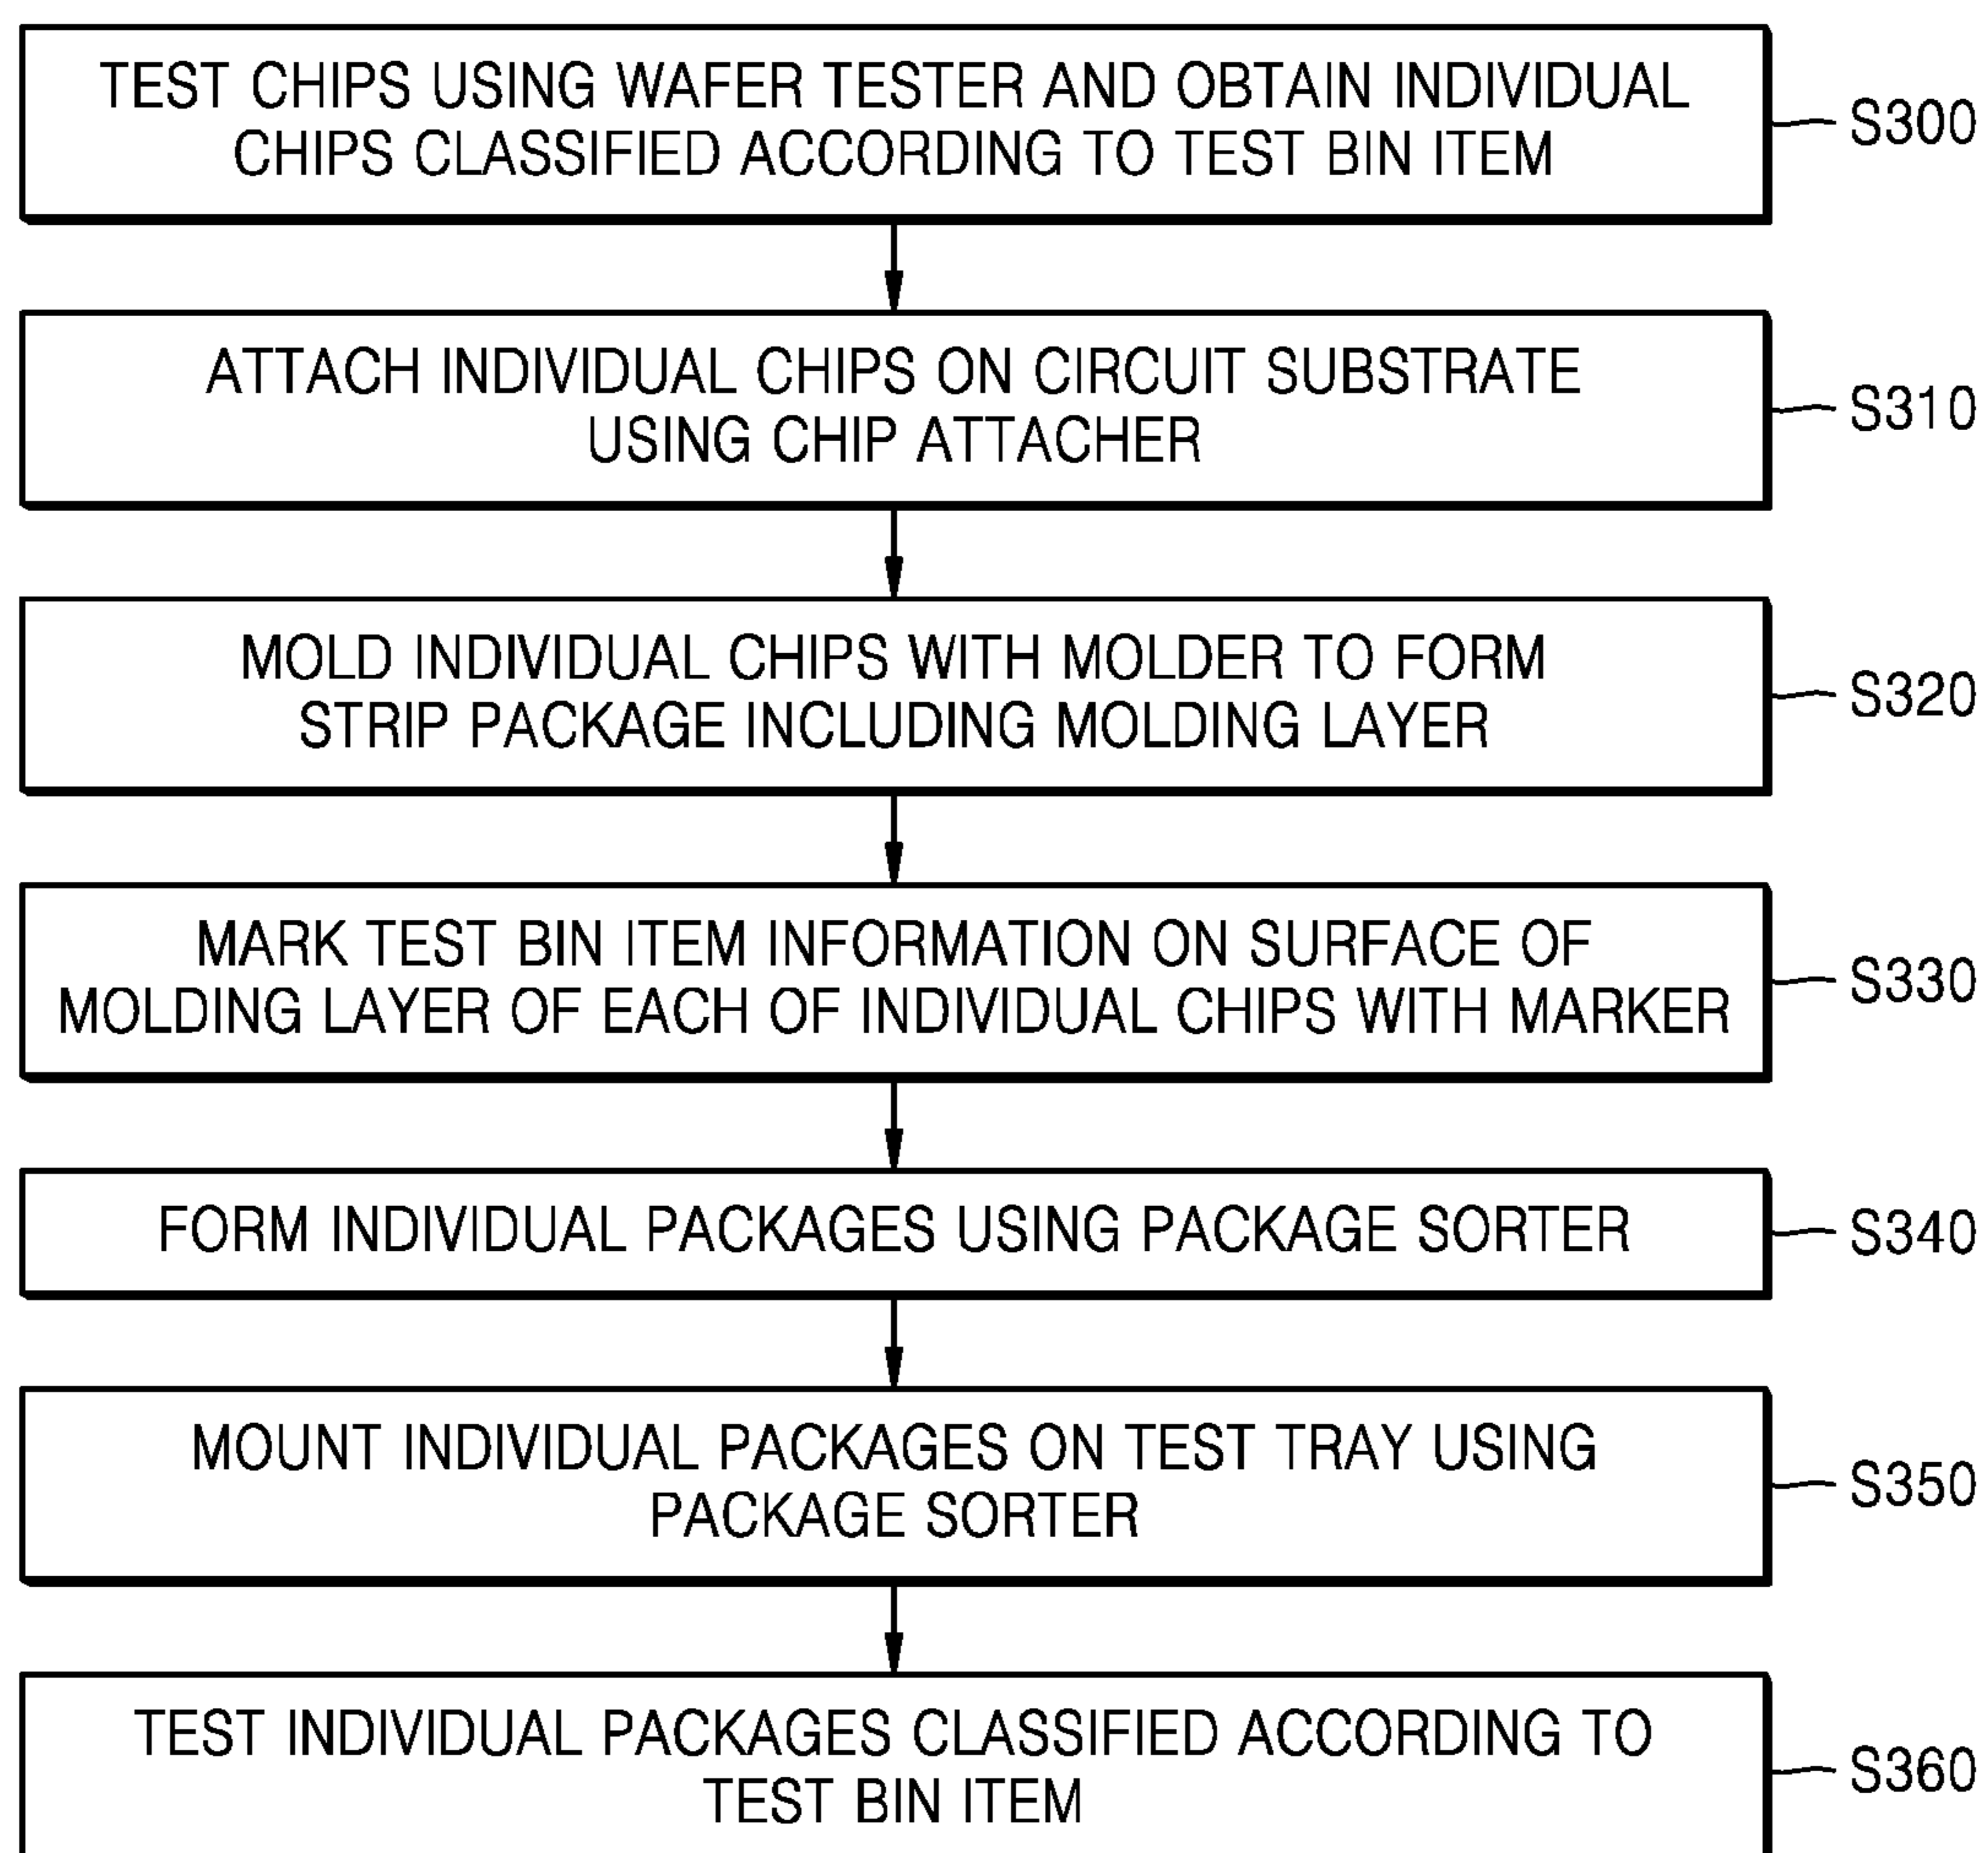 TEST CHIPS USING WAFER TESTER AND OBTAIN INDIVIDUAL
CHIPS CLASSIFIED ACCORDING TO TEST BIN ITEM
S300
ATTACH INDIVIDUAL CHIPS ON CIRCUIT SUBSTRATE
USING CHIP ATTACHER
S310
MOLD INDIVIDUAL CHIPS WITH MOLDER TO FORM
STRIP PACKAGE INCLUDING MOLDING LAYER
S320
MARK TEST BIN ITEM INFORMATION ON SURFACE OF
MOLDING LAYER OF EACH OF INDIVIDUAL CHIPS WITH MARKER
S330
FORM INDIVIDUAL PACKAGES USING PACKAGE SORTER
S340
MOUNT INDIVIDUAL PACKAGES ON TEST TRAY USING
PACKAGE SORTER
S350
TEST INDIVIDUAL PACKAGES CLASSIFIED ACCORDING TO
TEST BIN ITEM
S360